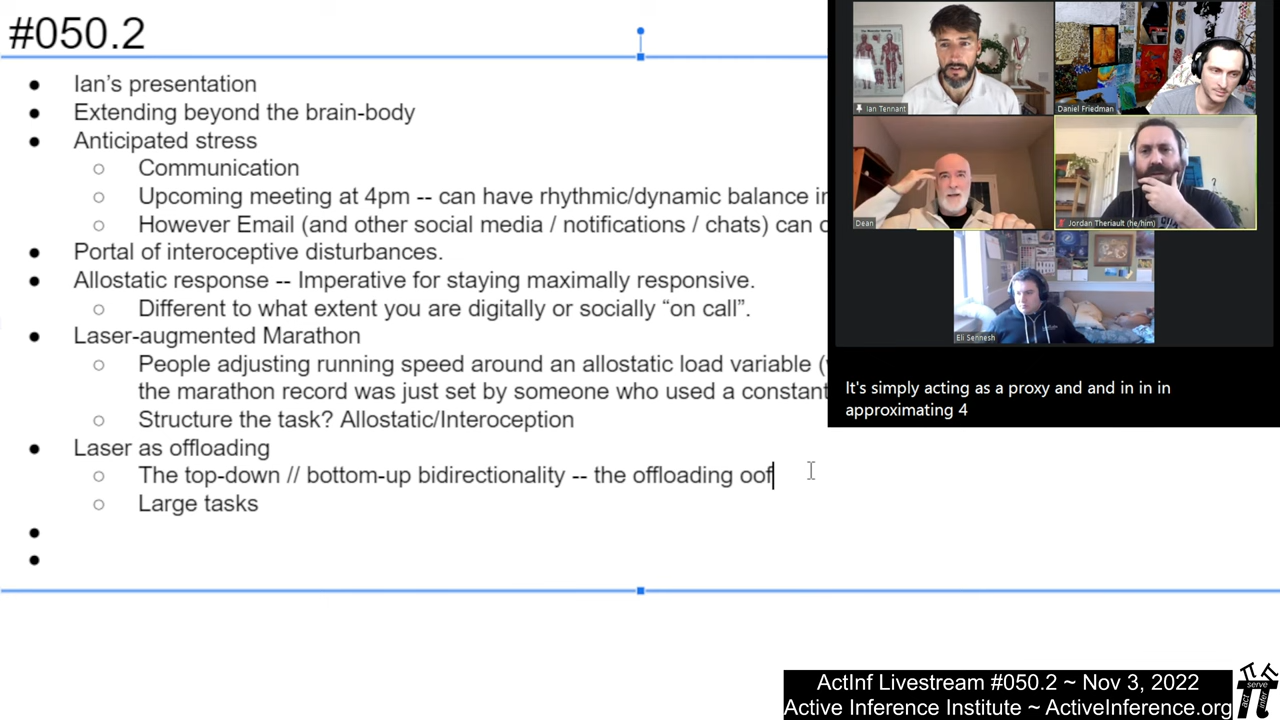 #050.2
● Ian's presentation
● Extending beyond the brain-body
● Anticipated stress
○ Communication
○ Upcoming meeting at 4pm -- can have rhythmic/dynamic balance in
○ However Email (and other social media / notifications / chats) can
● Portal of interoceptive disturbances.
● Allostatic response -- Imperative for staying maximally responsive.
○ Different to what extent you are digitally or socially “on call”.
● Laser-augmented Marathon
○ People adjusting running speed around an allostatic load variable
the marathon record was just set by someone who used a constant
○ Structure the task? Allostatic/Interoception
● Laser as offloading
○ The top-down // bottom-up bidirectionality -- the offloading oof
○ Large tasks
Ian Tennant
Daniel Friedman
Dean
Jordan Theriault (he/him)
Eli Sennesh
It's simply acting as a proxy and and in in in
approximating 4
ActInf Livestream #050.2 ~ Nov 3, 2022
Active Inference Institute ~ ActiveInference.org
serve